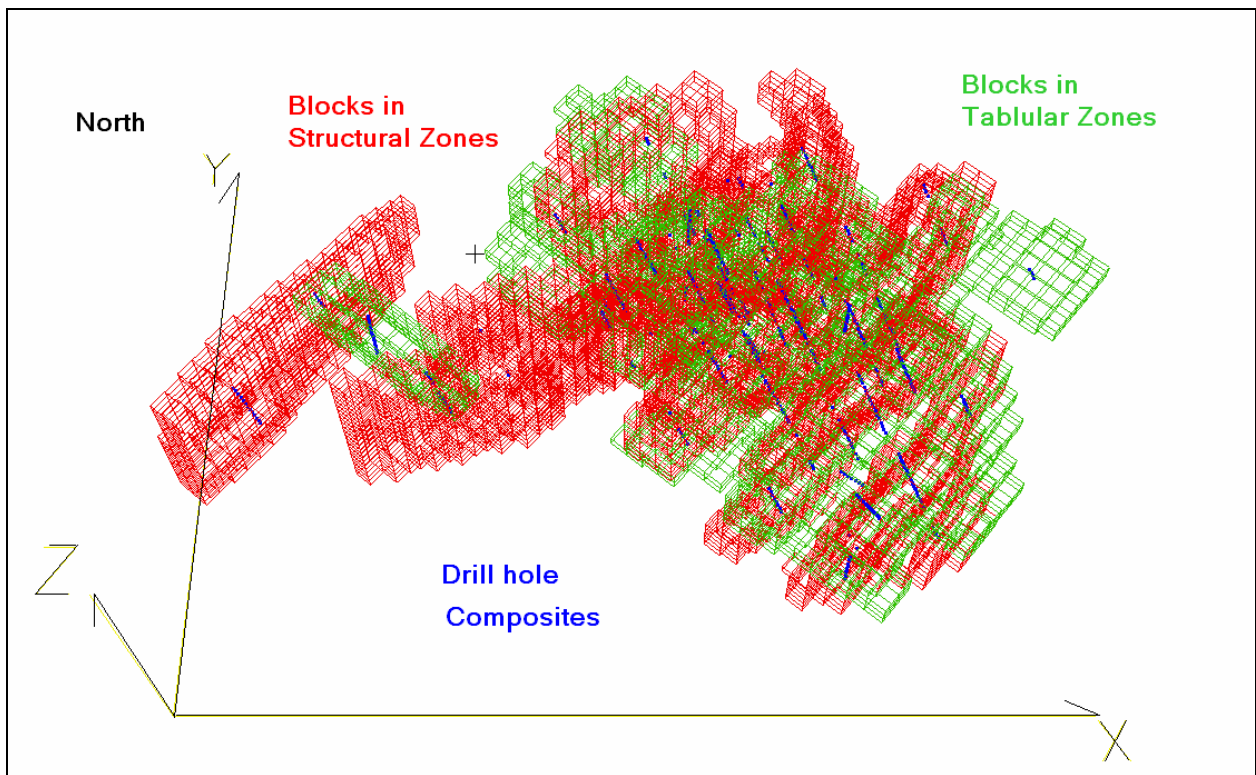 North
Blocks in
Structural Zones
Blocks in
Tablular Zones
Y
Z
Drill hole
Composites
X